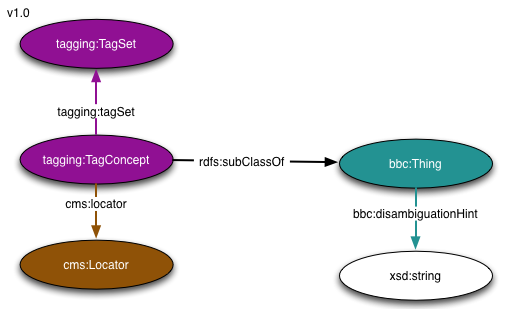 v1.0
tagging:TagSet
tagging:tagSet
tagging:TagConcept
rdfs:subClassOf
bbc:Thing
cms:locator
bbc:disambiguationHint
cms:Locator
xsd:string